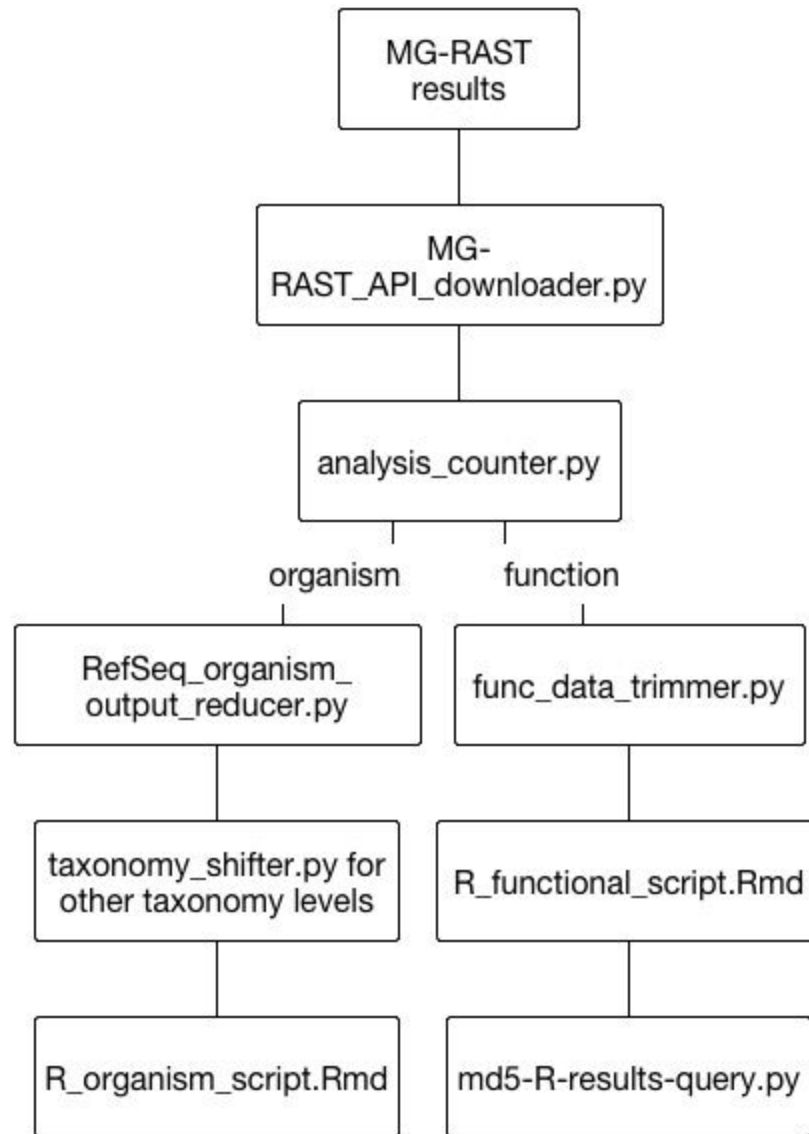 MG-RAST
results
MG-
RAST_API_downloader.py
analysis_counter.py
organism
function
RefSeq_organism_
output_reducer.py
func_data_trimmer.py
taxonomy_shifter.py for
other taxonomy levels
R_functional_script.Rmd
R_organism_script.Rmd
md5-R-results-query.py